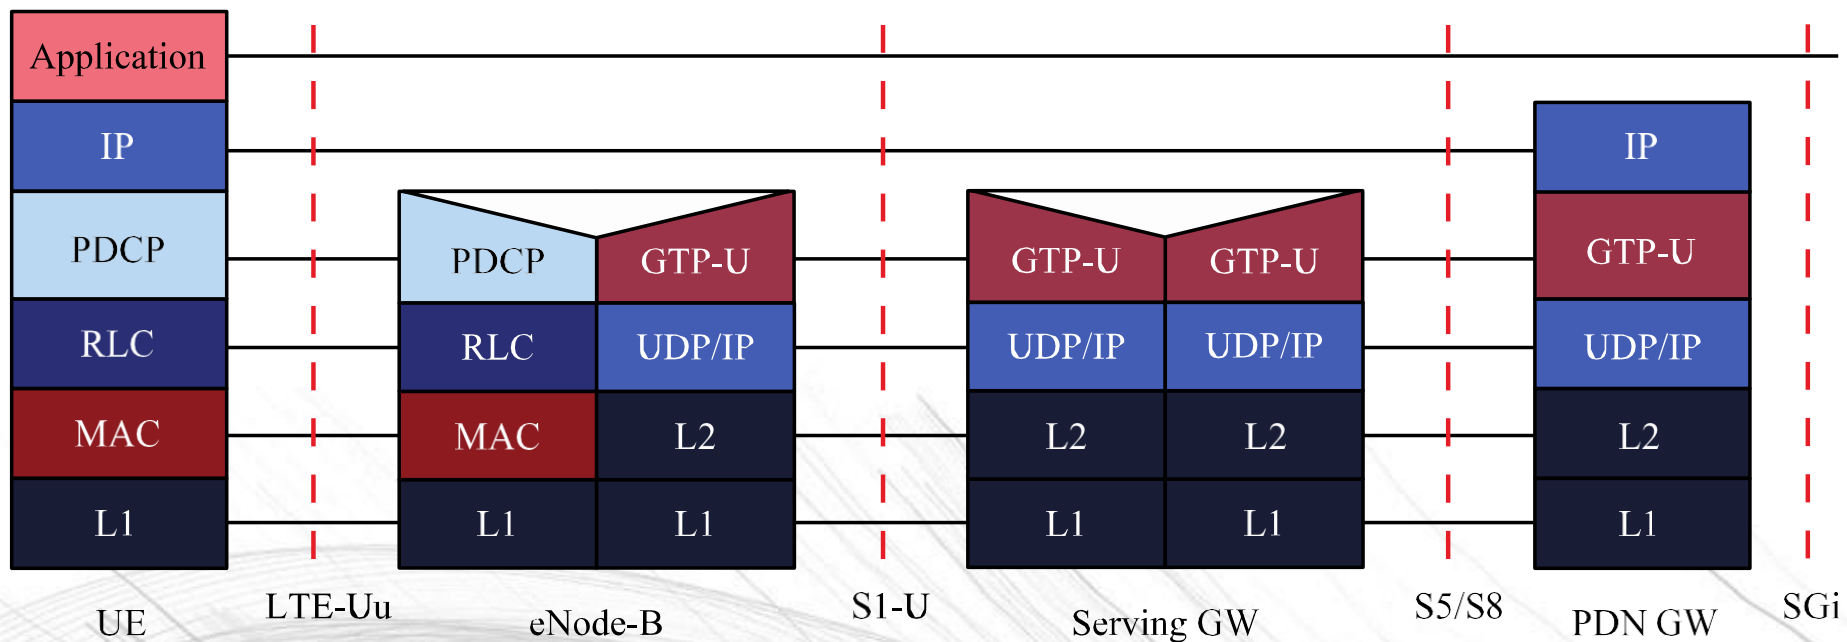 Application
IP
IP
PDCP
PDCP
GTP-U
GTP-U
GTP-U
GTP-U
RLC
RLC
UDP/IP
UDP/IP
UDP/IP
UDP/IP
MAC
MAC
L2
L2
L2
L2
L1
L1
L1
L1
L1
L1
UE
LTE-Uu
eNode-B
S1-U
Serving GW
S5/S8
PDN GW
SGi